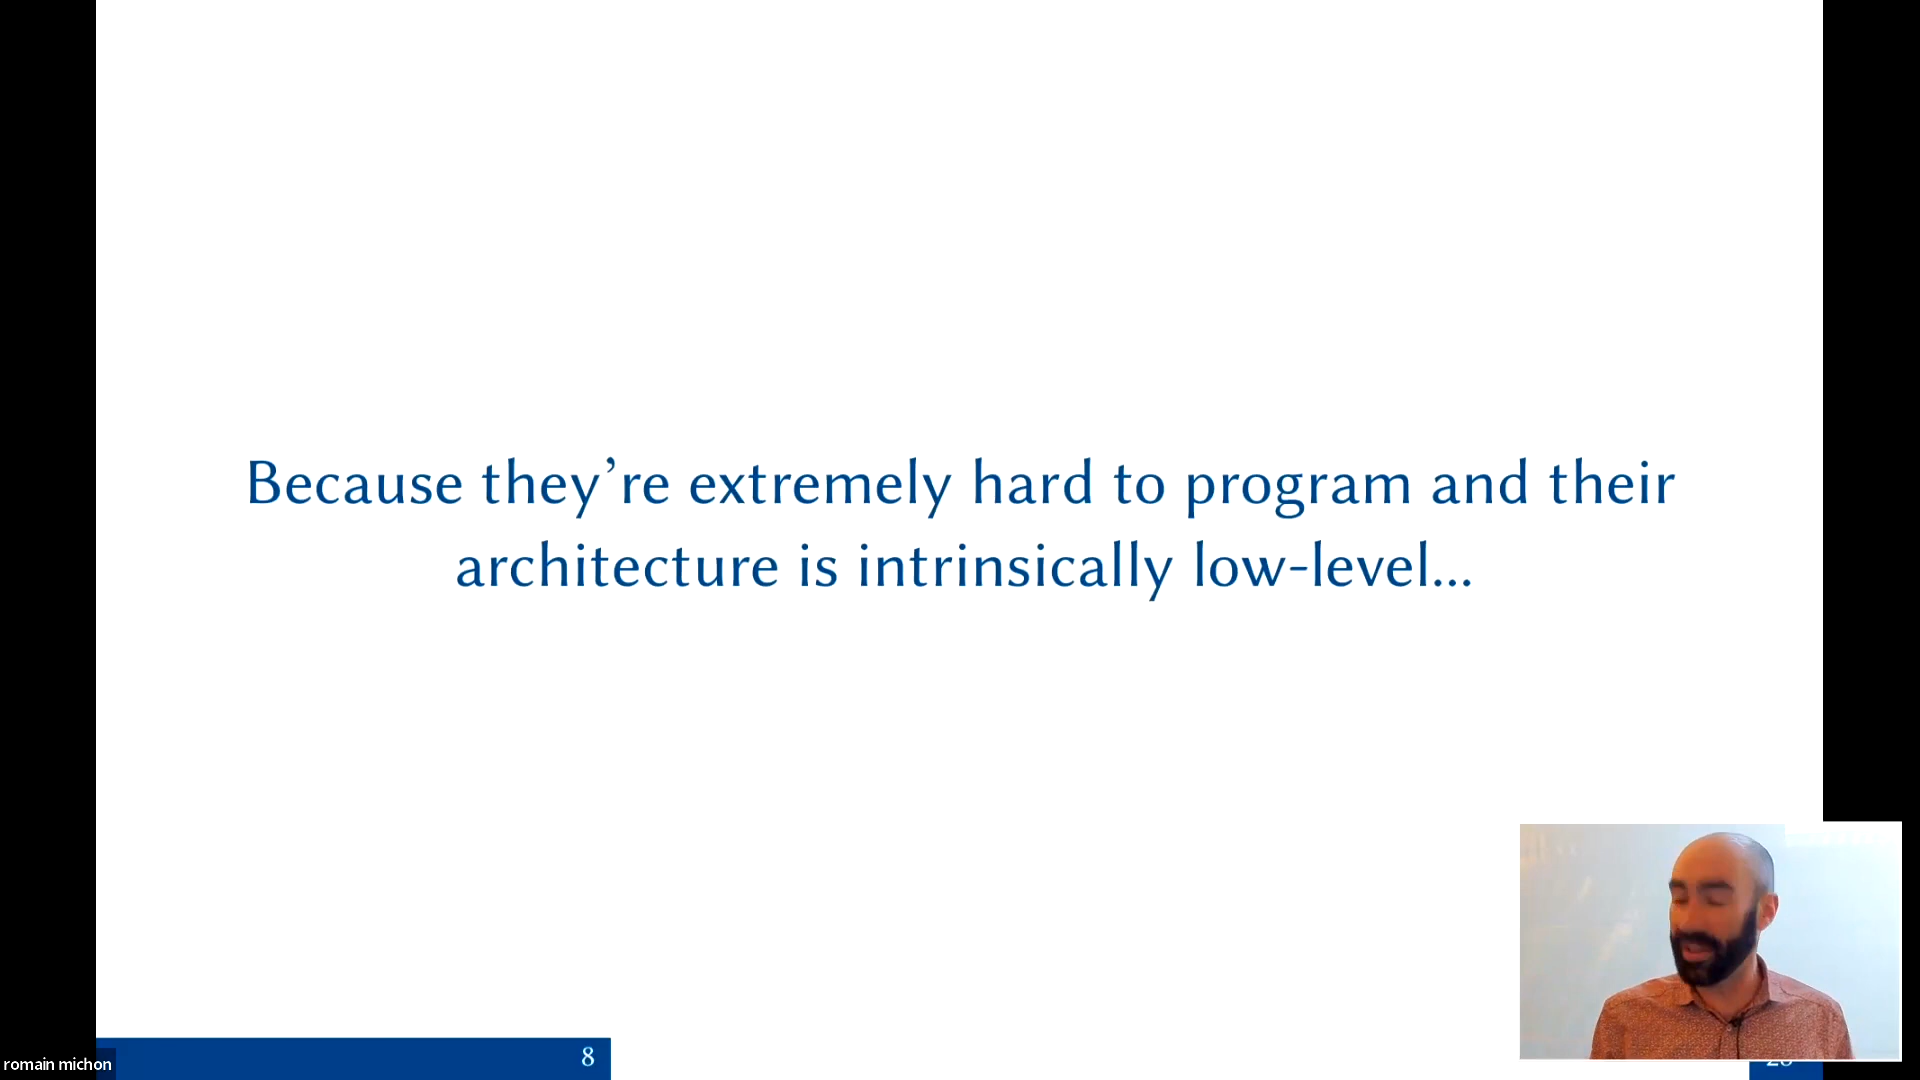 Because they’re extremely hard to program and their
architecture is intrinsically low-level...
8
romain michon